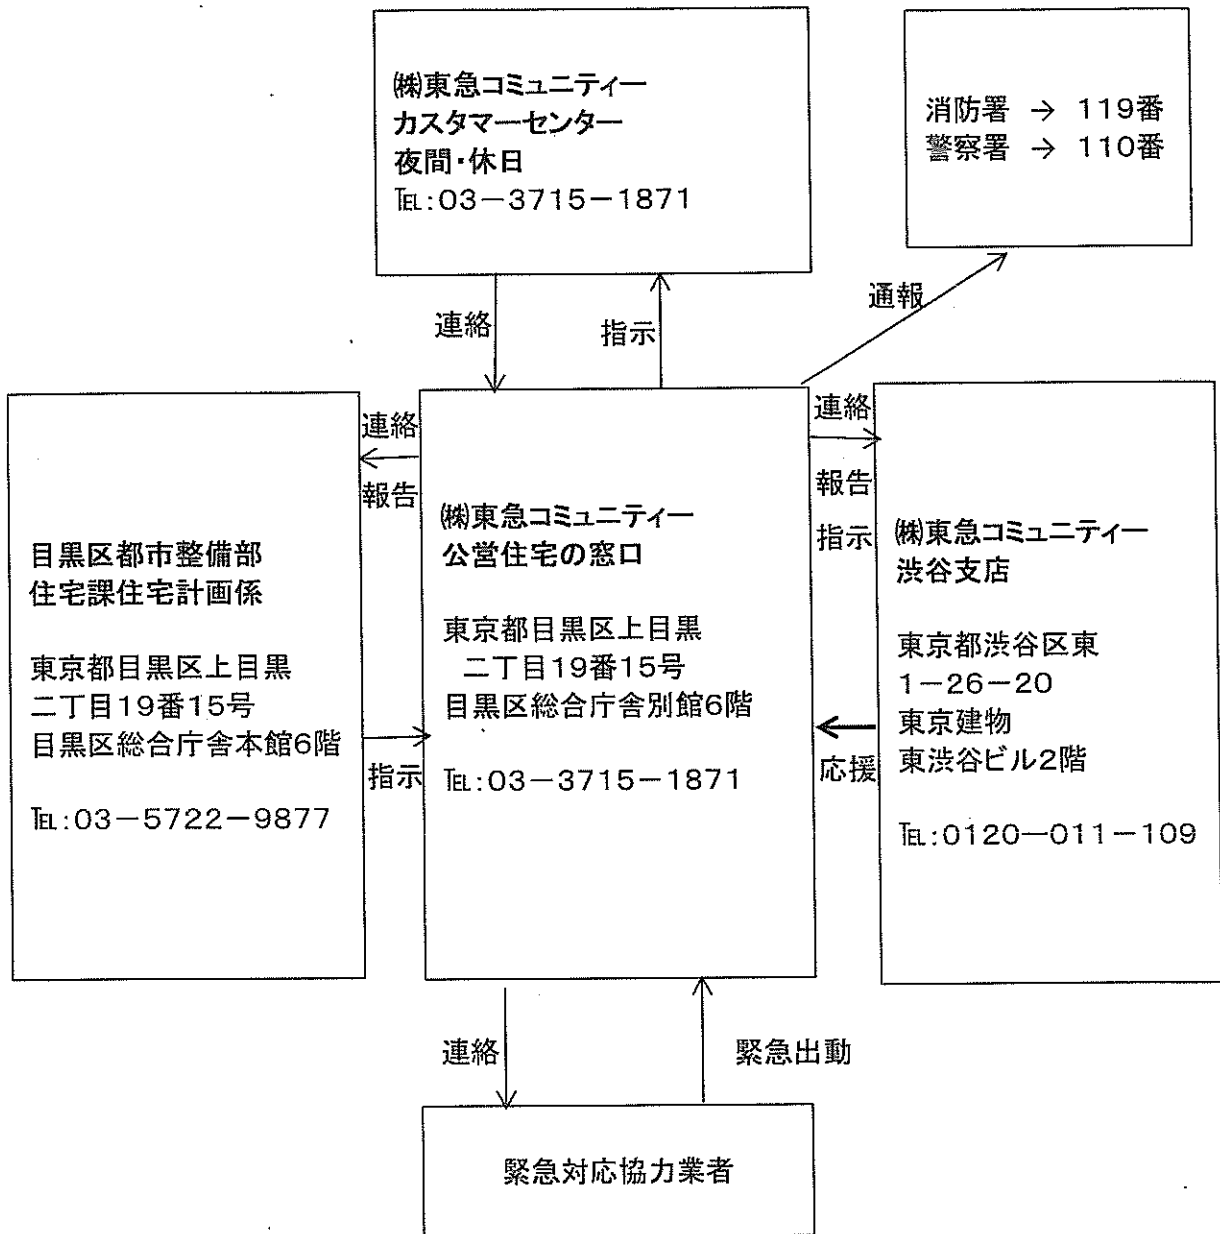 ㈱東急コミュニティー
カスタマーセンター
夜間・休日
℡:03－3715－1871
消防署 → 119番
警察署 → 110番
連絡
指示
通報
連絡
報告
目黒区都市整備部
住宅課住宅計画係
東京都目黒区上目黒
二丁目19番15号
目黒区総合庁舎本館6階
℡:03－5722－9877
指示
㈱東急コミュニティー
公営住宅の窓口
東京都目黒区上目黒
二丁目19番15号
目黒区総合庁舎別館6階
℡:03－3715－1871
連絡
報告
指示
応援
㈱東急コミュニティー
渋谷支店
東京都渋谷区東
1－26－20
東京建物
東渋谷ビル2階
℡:0120－011－109
連絡
緊急出動
緊急対応協力業者